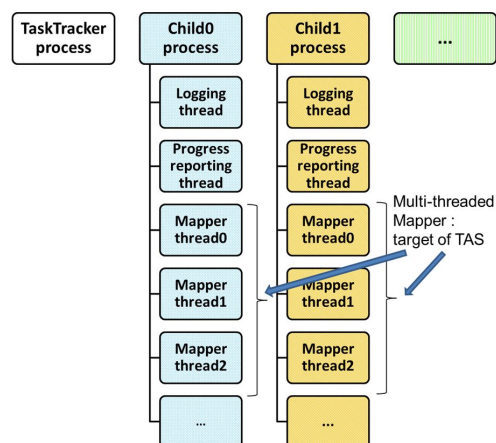 TaskTracker
process
Child0
process
Child1
process
...
Logging
thread
Logging
thread
Progress
reporting
thread
Progress
reporting
thread
Multi-threaded
Mapper :
target of TAS
Mapper
thread0
Mapper
thread0
Mapper
thread1
Mapper
thread1
Mapper
thread2
Mapper
thread2
...
...